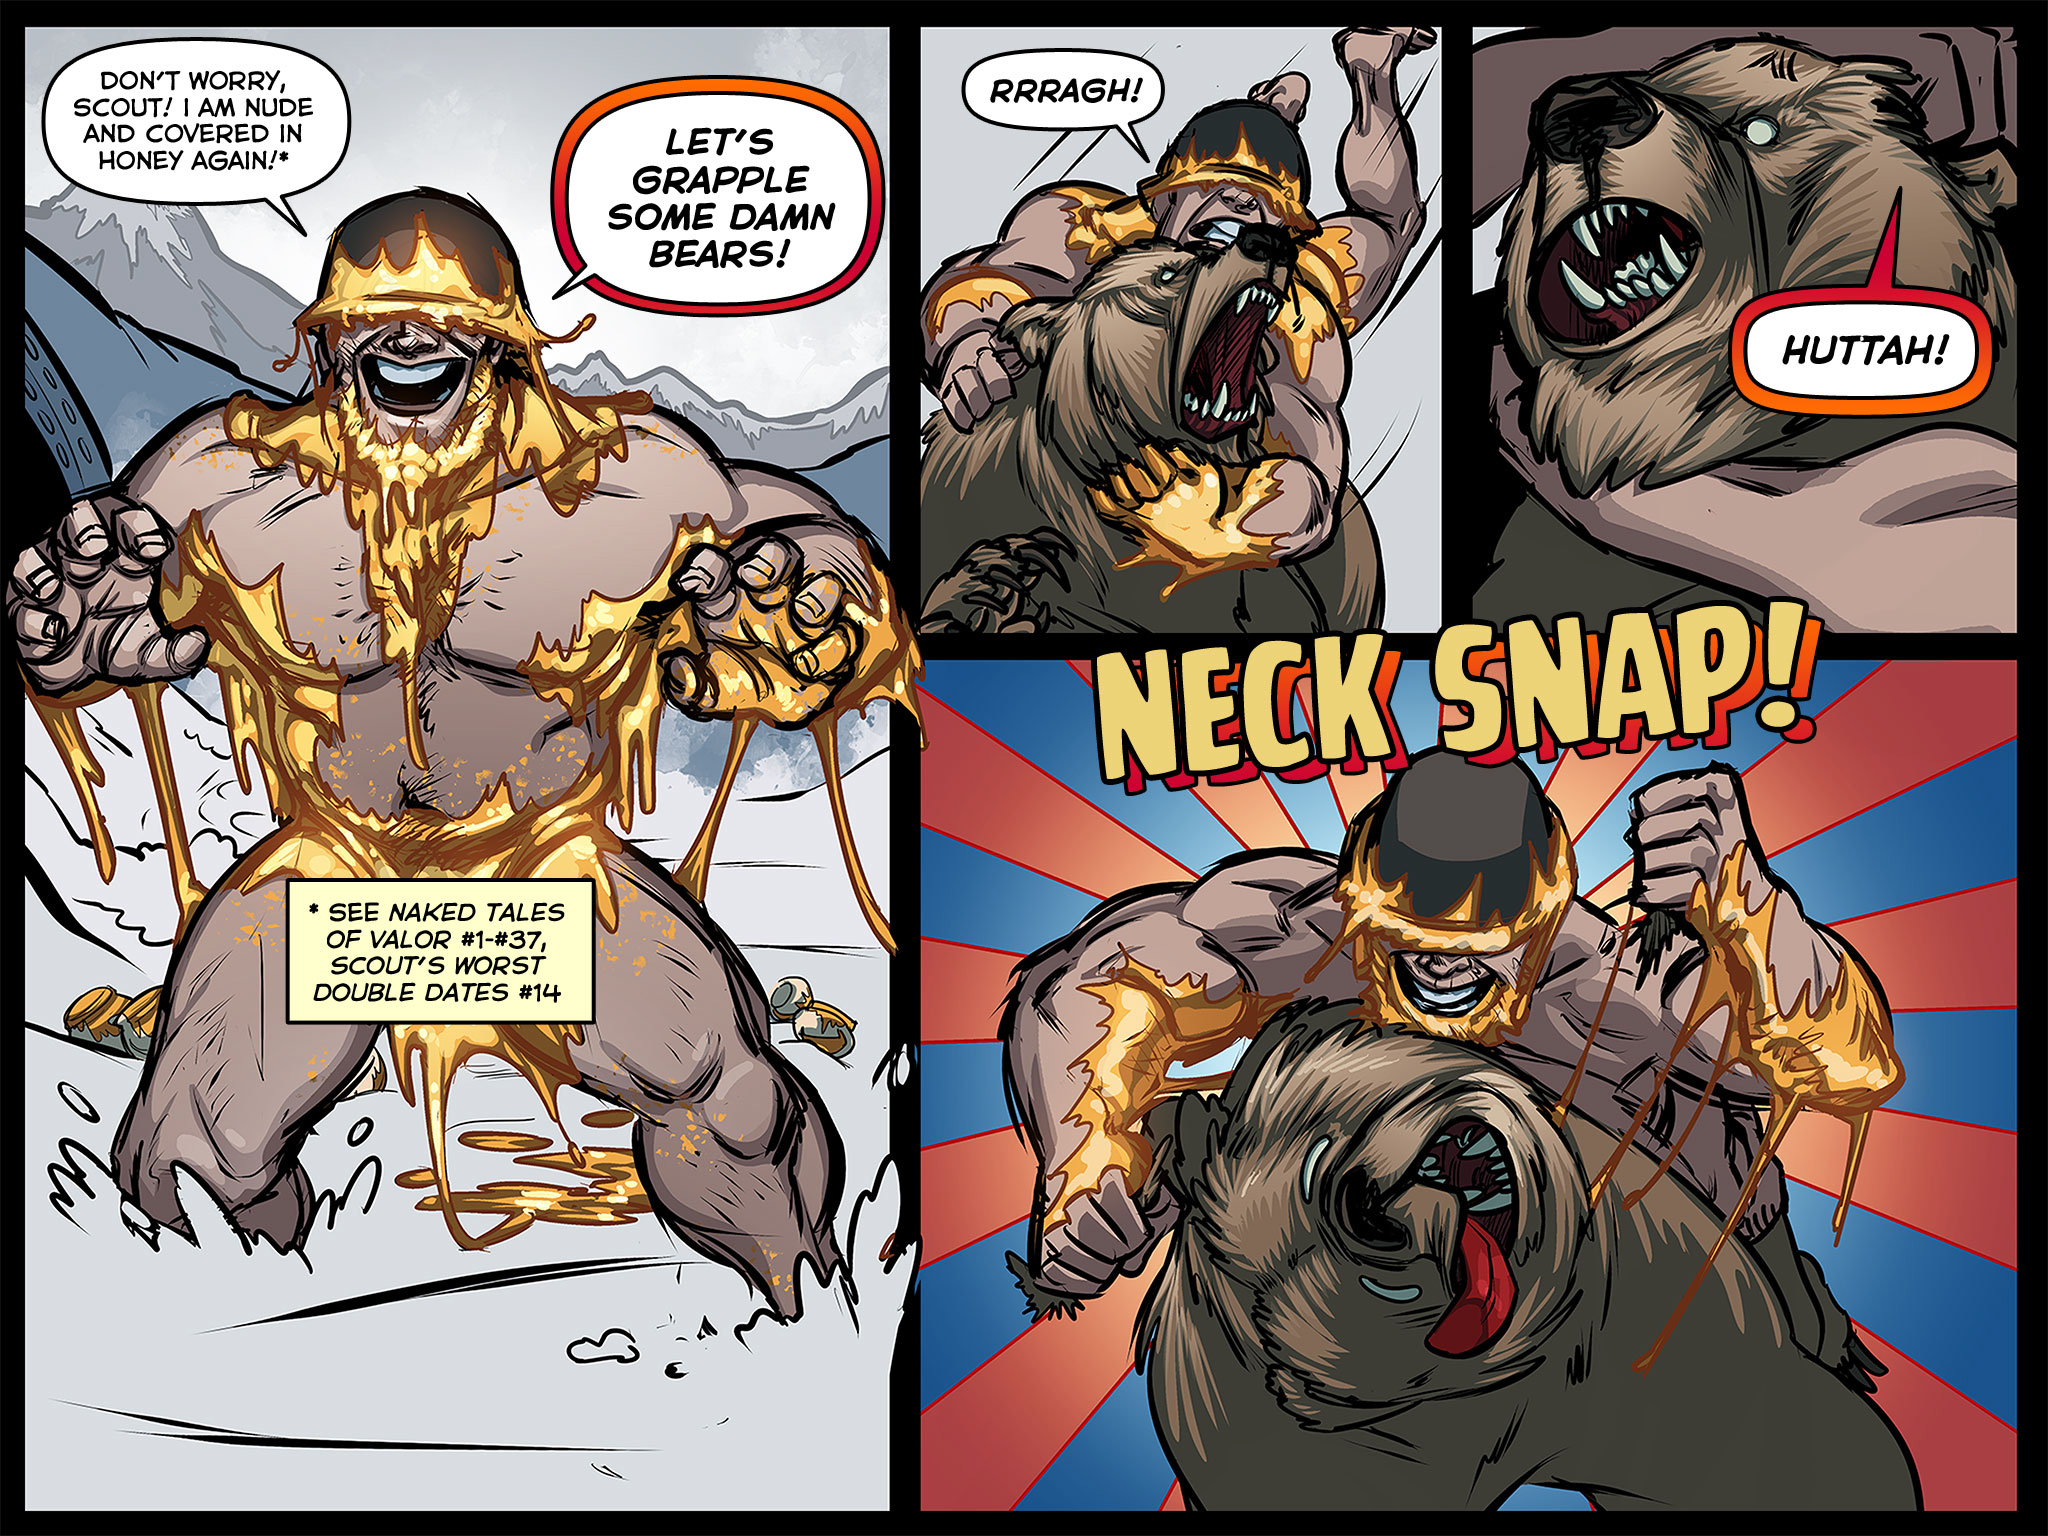 DON'T WORRY,
SCOUT! I AM NUDE
AND COVERED IN
HONEY AGAIN!*
LET'S
GRAPPLE
SOME DAMN
BEARS!
* SEE NAKED TALES
OF VALOR #1-#37,
SCOUT'S WORST
DOUBLE DATES #14
RRRAGH!
HUTTAH!
NECK SNAP!